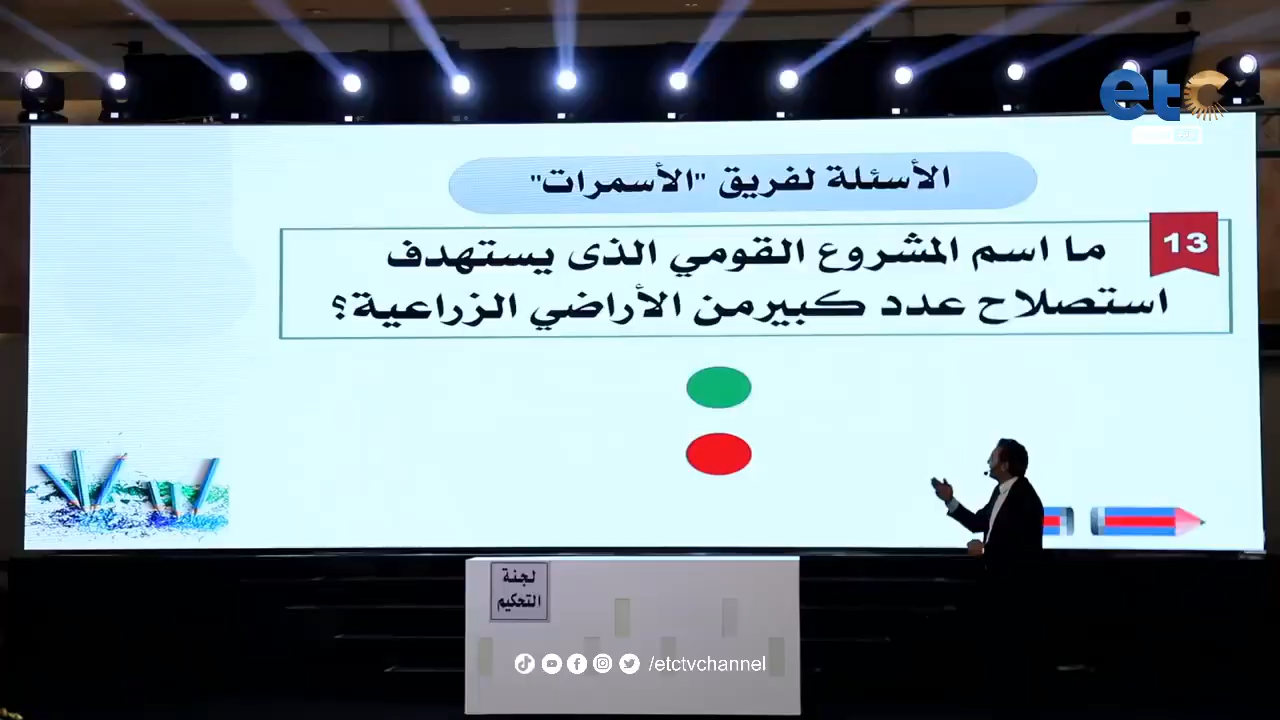 etc
الأسئلة لفريق "الأسمرات"
13
ما اسم المشروع القومي الذى يستهدف
استصلاح عدد كبيرمن الأراضي الزراعية؟
لجنة
التحكيم
/etctvchannel